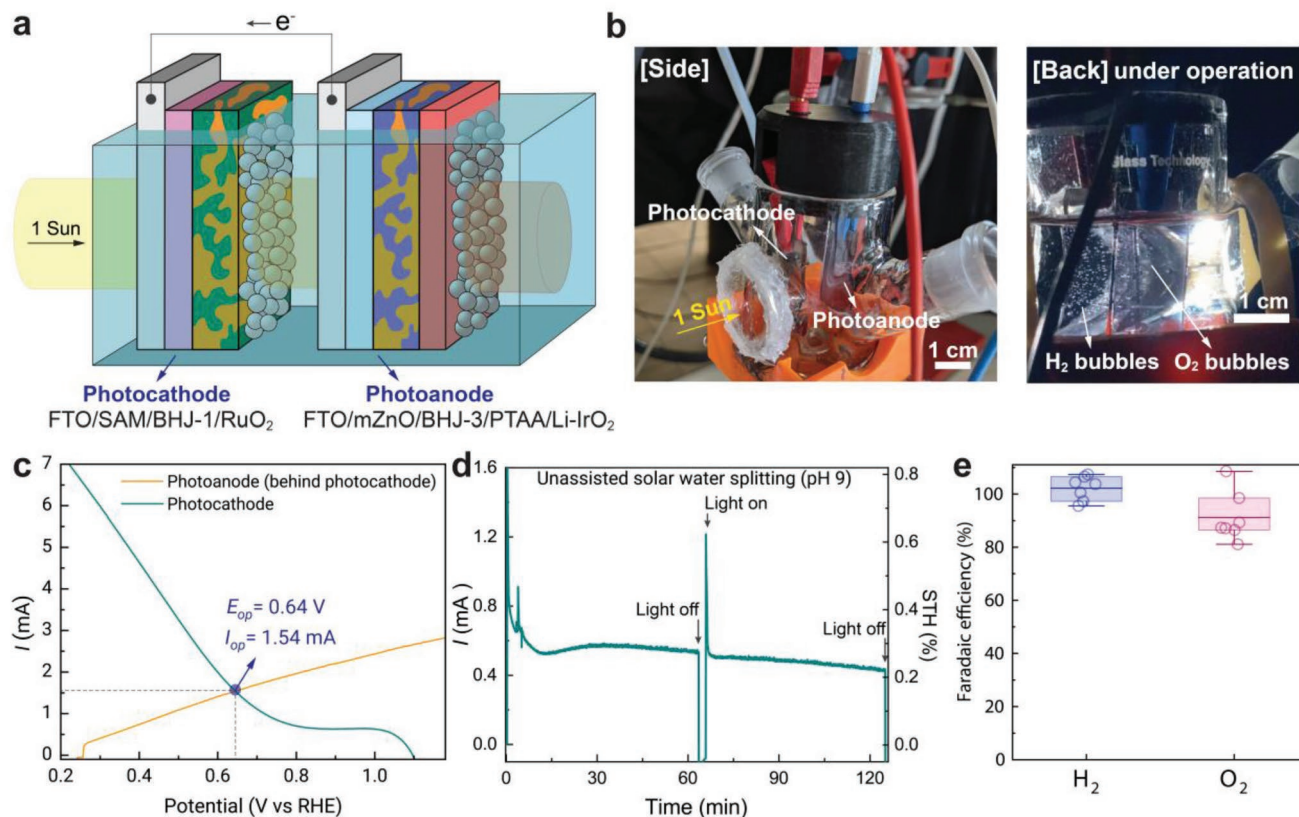 a
← e⁻
1 Sun
Photocathode
FTO/SAM/BHJ-1/RuO₂
Photoanode
FTO/mZnO/BHJ-3/PTAA/Li-IrO₂
b
[Side]
Photocathode
1 Sun
Photoanode
1 cm
[Back] under operation
Glass Technology
1 cm
H₂ bubbles
O₂ bubbles
c
7
6
5
4
3
2
1
0
I (mA)
Photoanode (behind photocathode)
Photocathode
E_op= 0.64 V
I_op= 1.54 mA
0.2 0.4 0.6 0.8 1.0
Potential (V vs RHE)
d
1.6
1.2
0.8
0.4
0.0
I (mA)
Unassisted solar water splitting (pH 9)
Light on
Light off
Light off
0.8
0.6
0.4
0.2
0.0
STH (%)
0 30 60 90 120
Time (min)
e
100
80
60
40
20
0
Faradaic efficiency (%)
H₂ O₂